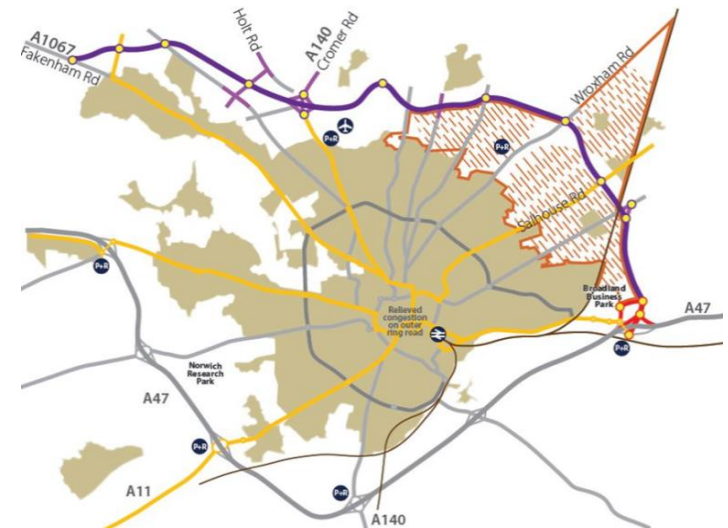 A1067
Fakenham Rd
Holt Rd
A140
Cromer Rd
Wroxham Rd
P+R
P+R
Salhouse Rd
P+R
Relieved
congestion
on outer
ring road
Broadland
Business
Park
A47
P+R
Norwich
Research
Park
A47
P+R
P+R
A11
A140